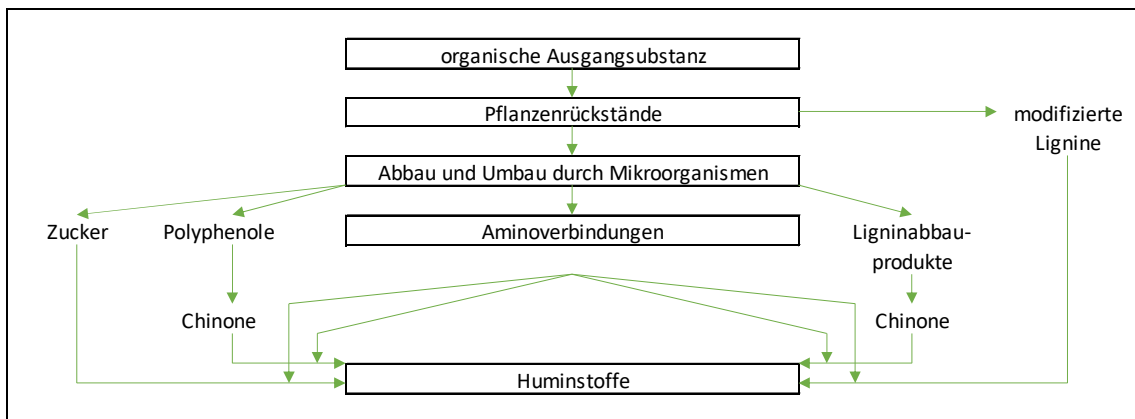 organische Ausgangsubstanz
Pflanzenrückstände
modifizierte
Lignine
Abbau und Umbau durch Mikroorganismen
Zucker
Polyphenole
Aminoverbindungen
Ligninabbau-
produkte
Chinone
Chinone
Huminstoffe